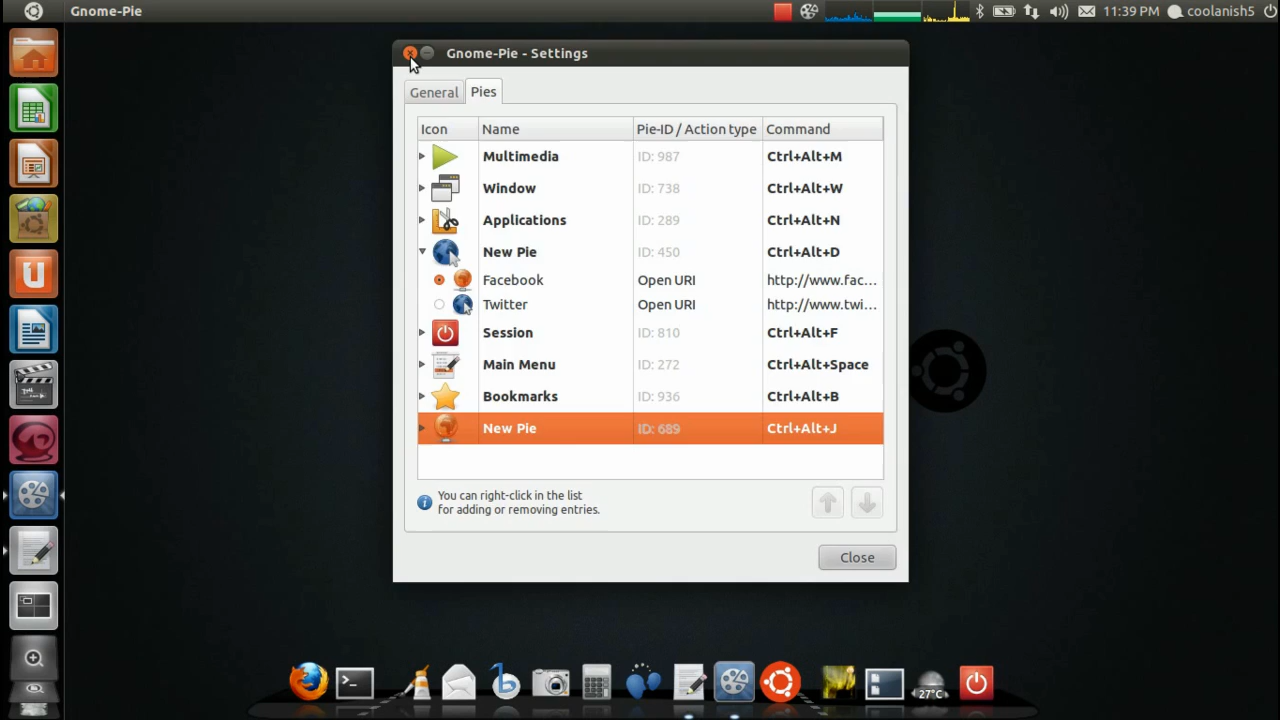 Gnome-Pie
11:39 PM
coolanish5
Gnome-Pie - Settings
General
Pies
Icon Name Pie-ID / Action type Command
Multimedia ID: 987 Ctrl+Alt+M
Window ID: 738 Ctrl+Alt+W
Applications ID: 289 Ctrl+Alt+N
New Pie ID: 450 Ctrl+Alt+D
Facebook Open URI http://www.fac...
Twitter Open URI http://www.twi...
Session ID: 810 Ctrl+Alt+F
Main Menu ID: 272 Ctrl+Alt+Space
Bookmarks ID: 936 Ctrl+Alt+B
New Pie ID: 689 Ctrl+Alt+J
You can right-click in the list
for adding or removing entries.
Close
27°C